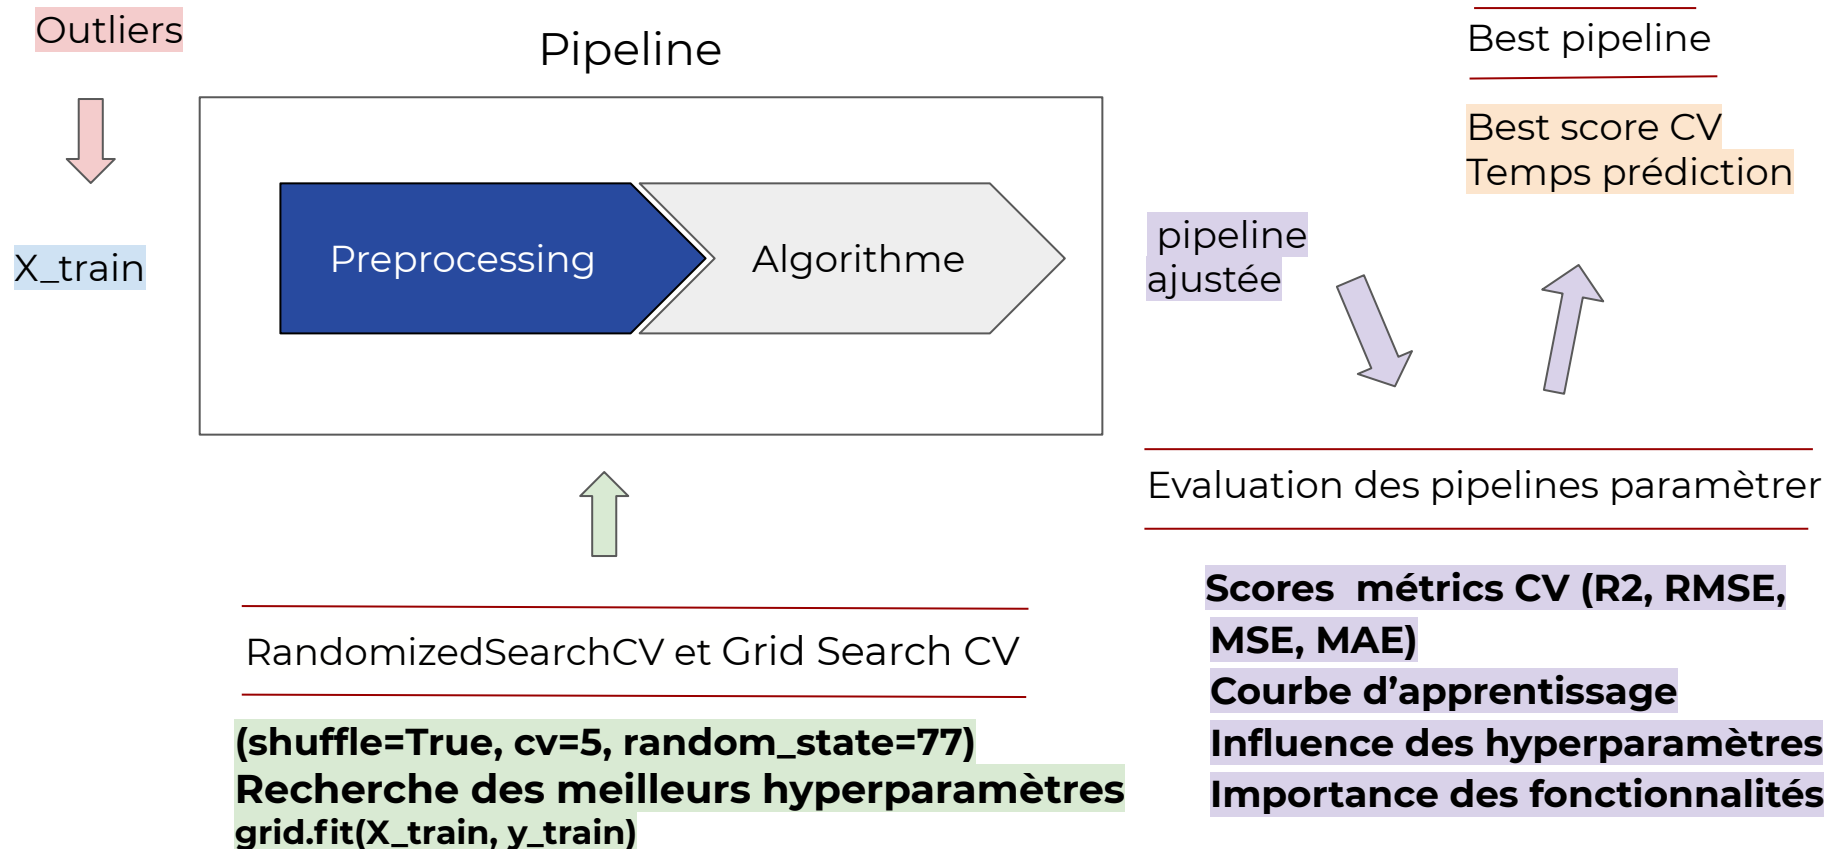 Outliers
X_train
Pipeline
Preprocessing
Algorithme
RandomizedSearchCV et Grid Search CV
(shuffle=True, cv=5, random_state=77)
Recherche des meilleurs hyperparamètres
grid.fit(X_train, y_train)
pipeline
ajustée
Best pipeline
Best score CV
Temps prédiction
Evaluation des pipelines paramètrer
Scores métrics CV (R2, RMSE,
MSE, MAE)
Courbe d’apprentissage
Influence des hyperparamètres
Importance des fonctionnalités